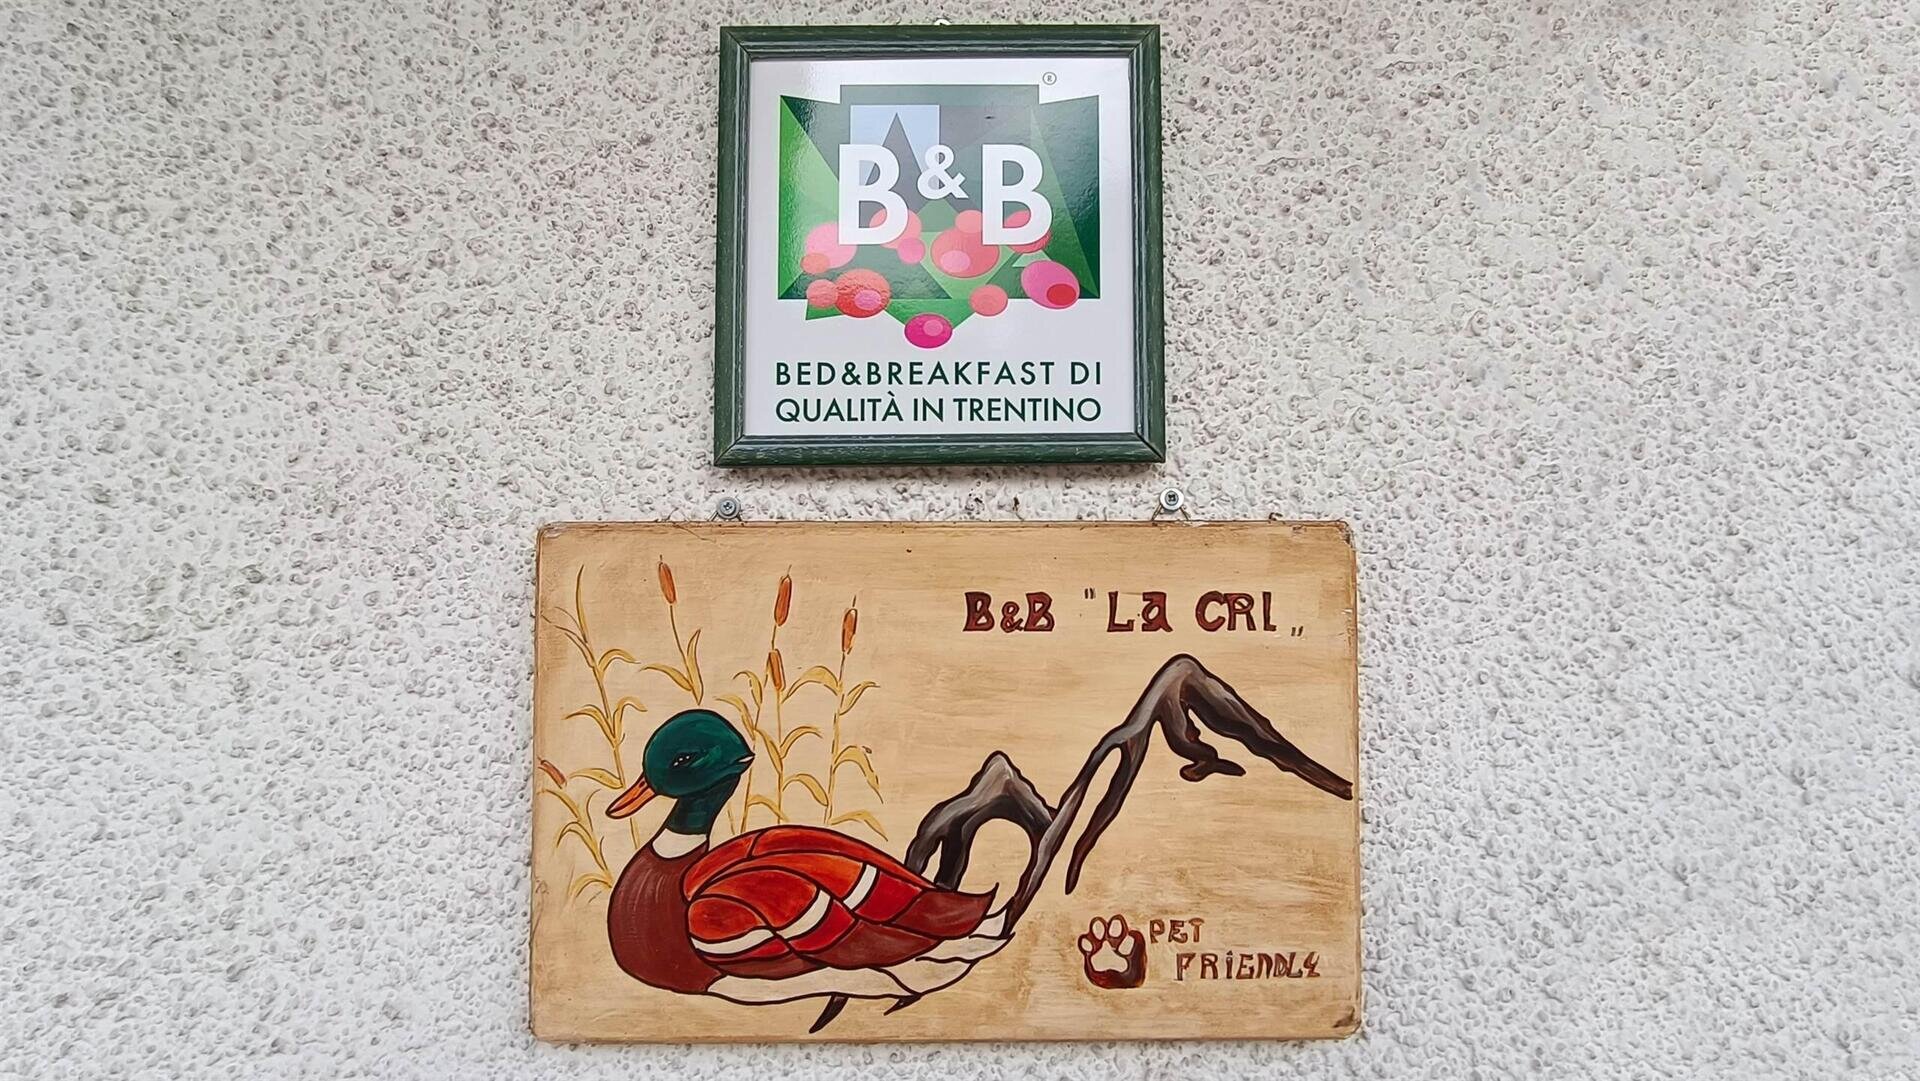 ®
B&B
BED&BREAKFAST DI
QUALITÀ IN TRENTINO
B&B "La CRI„
PET
FRiENDLY